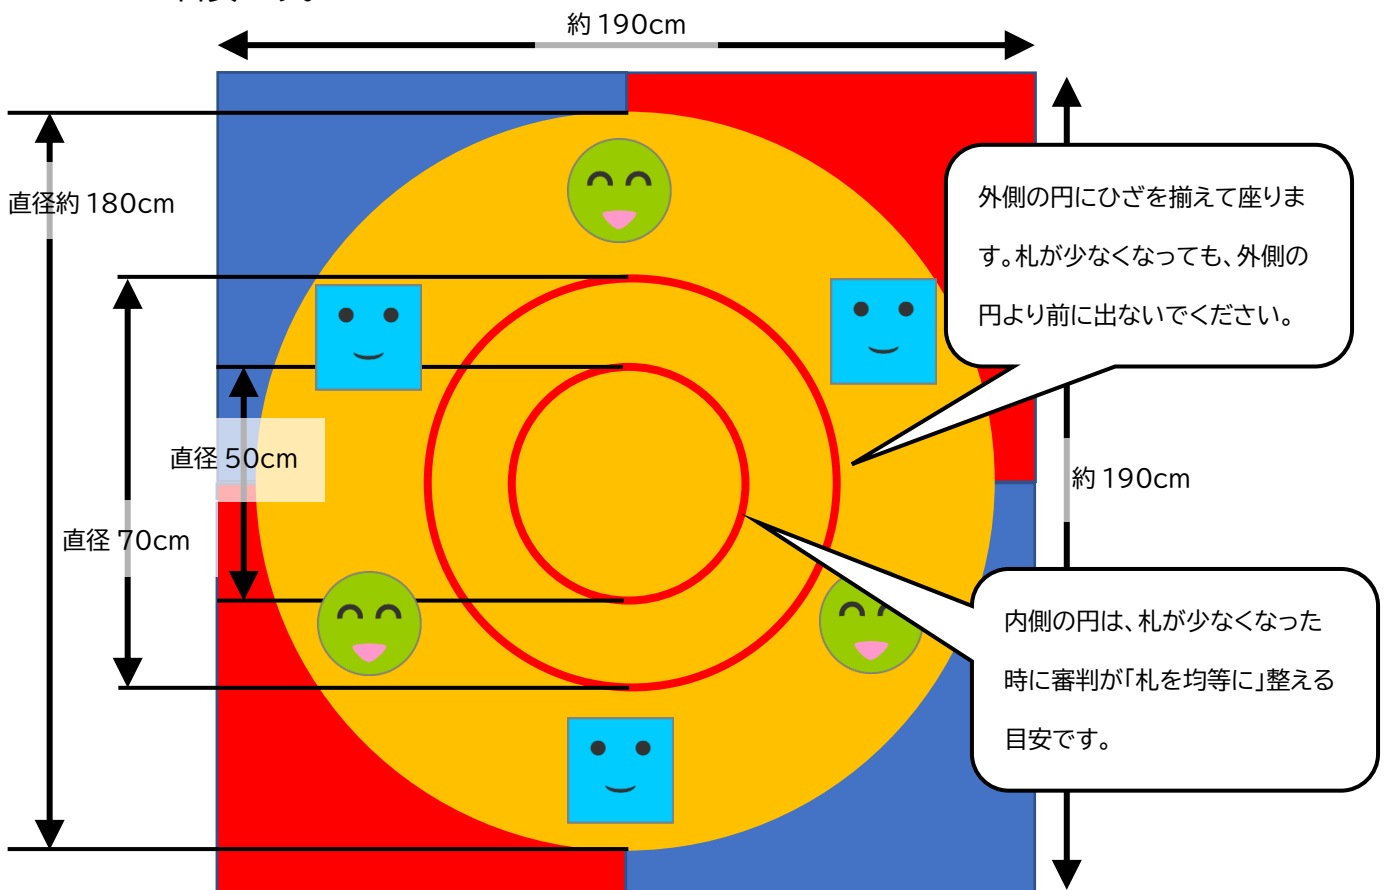 約190cm
直径約180cm
外側の円にひざを揃えて座りま
す。札が少なくなっても、外側の
円より前に出ないでください。
直径50cm
約190cm
直径70cm
内側の円は、札が少なくなった
時に審判が「札を均等に」整える
目安です。